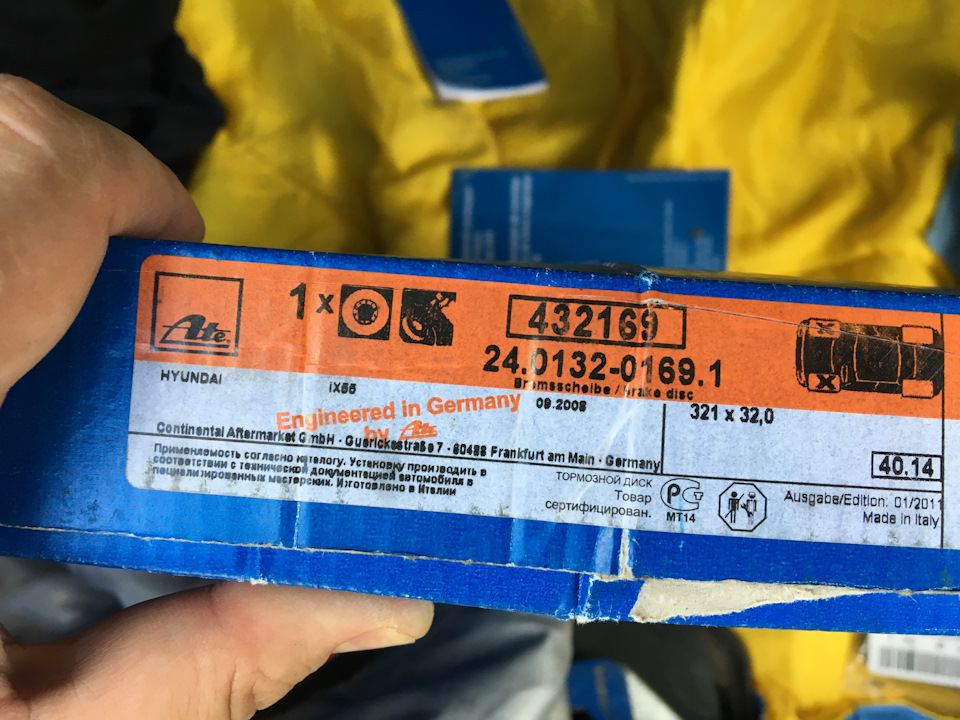 Ate
1 x
432169
24.0132-0169.1
Bremsscheibe / brake disc
HYUNDAI
iX55
09.2008
321 x 32,0
Engineered in Germany
by Ate
Continental Aftermarket GmbH · Guerickestraße 7 · 60488 Frankfurt am Main · Germany
40.14
Применяемость согласно каталогу. Установку производить в
соответствии с технической документацией автомобиля в
специализированных мастерских. Изготовлено в Италии
ТОРМОЗНОЙ ДИСК
Товар
сертифицирован.
МТ14
Ausgabe/Edition: 01/2011
Made in Italy